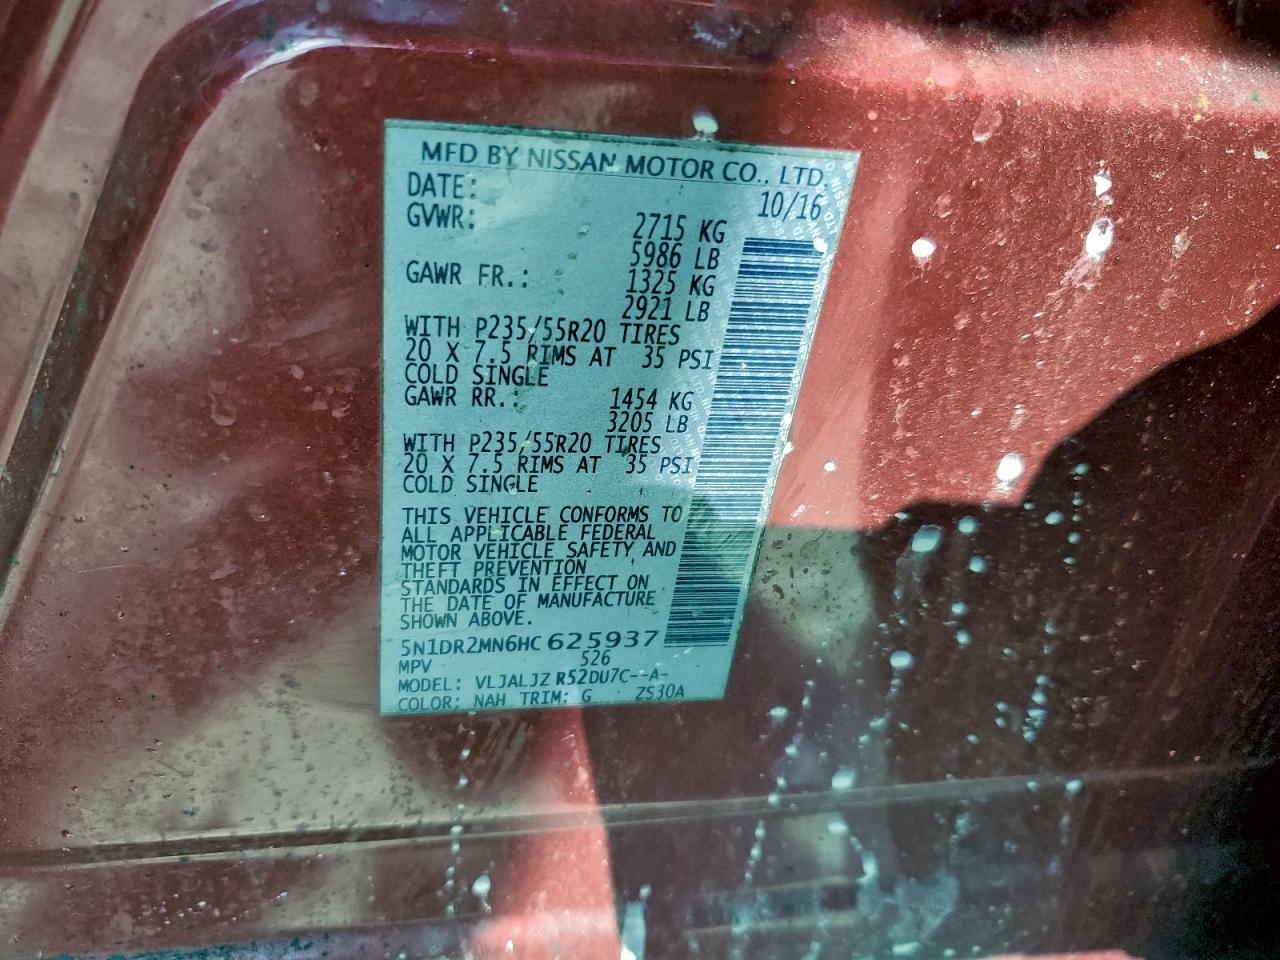 MFD BY NISSAN MOTOR CO., LTD.
DATE: 10/16
GVWR: 2715 KG
5986 LB
GAWR FR.: 1325 KG
2921 LB
WITH P235/55R20 TIRES
20 X 7.5 RIMS AT 35 PSI
COLD SINGLE
GAWR RR.: 1454 KG
3205 LB
WITH P235/55R20 TIRES
20 X 7.5 RIMS AT 35 PSI
COLD SINGLE
THIS VEHICLE CONFORMS TO
ALL APPLICABLE FEDERAL
MOTOR VEHICLE SAFETY AND
THEFT PREVENTION
STANDARDS IN EFFECT ON
THE DATE OF MANUFACTURE
SHOWN ABOVE.
5N1DR2MN6HC 625937
MPV 526
MODEL: VLJALJZ R52DU7C--A-
COLOR: NAH TRIM: G ZS30A